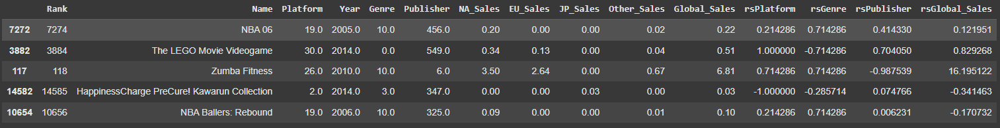 Rank Name Platform Year Genre Publisher NA_Sales EU_Sales JP_Sales Other_Sales Global_Sales rsPlatform rsGenre rsPublisher rsGlobal_Sales
7272 7274 NBA 06 19.0 2005.0 10.0 456.0 0.20 0.00 0.00 0.02 0.22 0.214286 0.714286 0.414330 0.121951
3882 3884 The LEGO Movie Videogame 30.0 2014.0 0.0 549.0 0.34 0.13 0.00 0.04 0.51 1.000000 -0.714286 0.704050 0.829268
117 118 Zumba Fitness 26.0 2010.0 10.0 6.0 3.50 2.64 0.00 0.67 6.81 0.714286 0.714286 -0.987539 16.195122
14582 14585 HappinessCharge PreCure! Kawarun Collection 2.0 2014.0 3.0 347.0 0.00 0.00 0.03 0.00 0.03 -1.000000 -0.285714 0.074766 -0.341463
10654 10656 NBA Ballers: Rebound 19.0 2006.0 10.0 325.0 0.09 0.00 0.00 0.01 0.10 0.214286 0.714286 0.006231 -0.170732